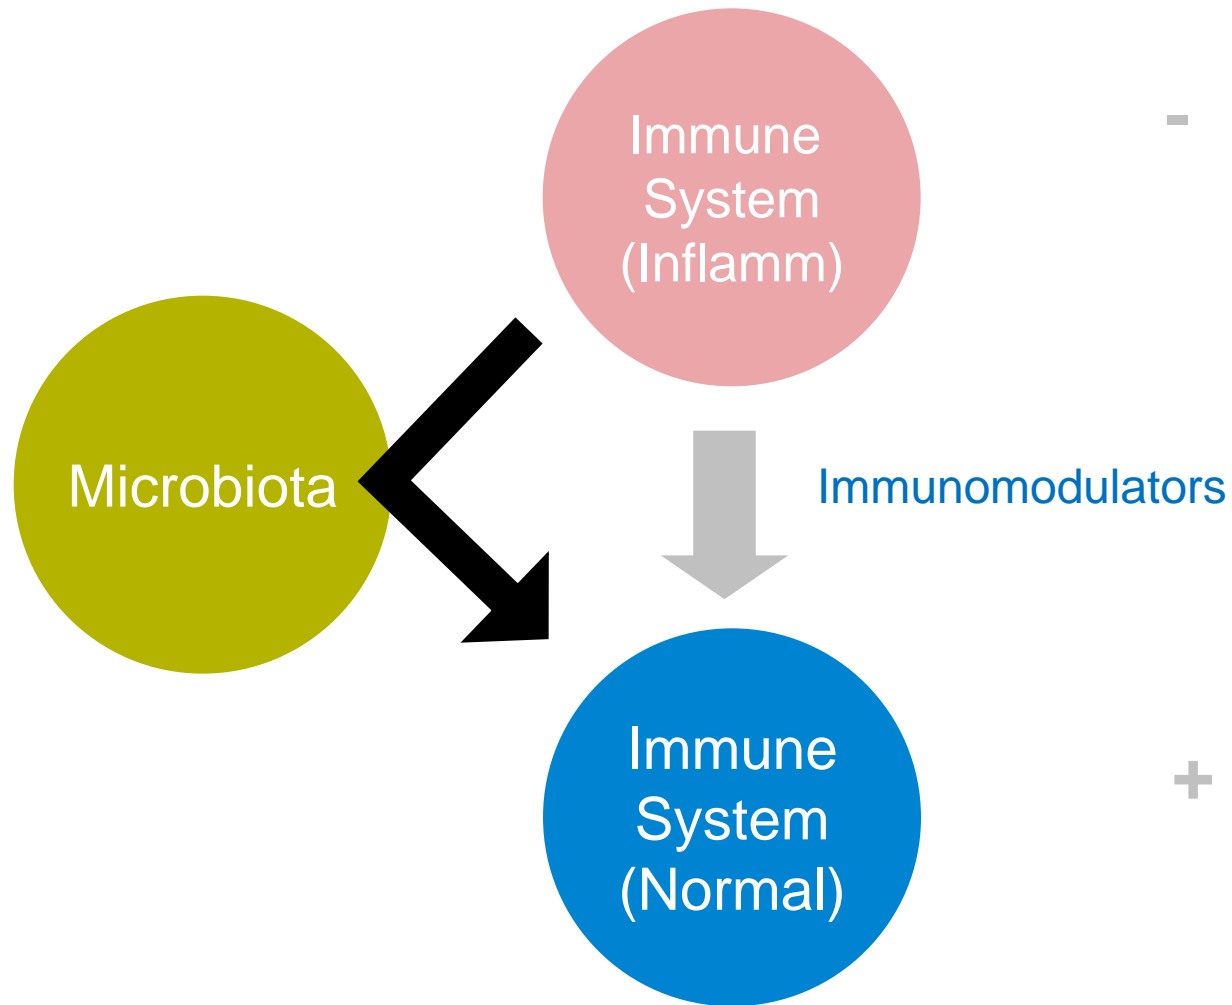 Immune
System
(Inflamm)
-
Microbiota
Immunomodulators
Immune
System
(Normal)
+